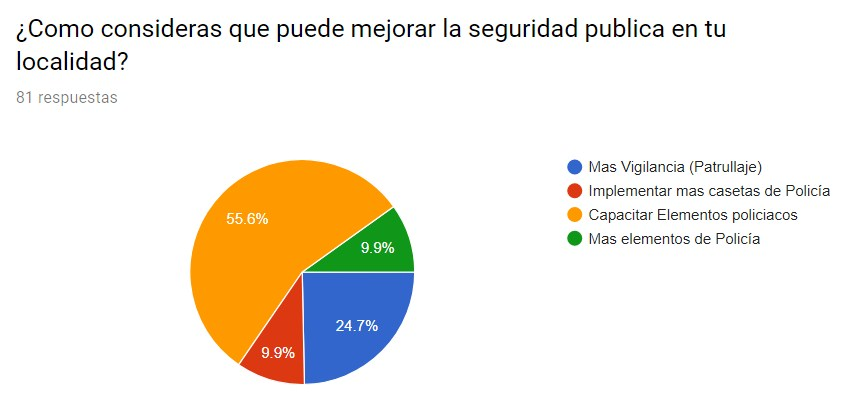 ¿Como consideras que puede mejorar la seguridad publica en tu
localidad?
81 respuestas
55.6%
9.9%
24.7%
9.9%
Mas Vigilancia (Patrullaje)
Implementar mas casetas de Policía
Capacitar Elementos policiacos
Mas elementos de Policía